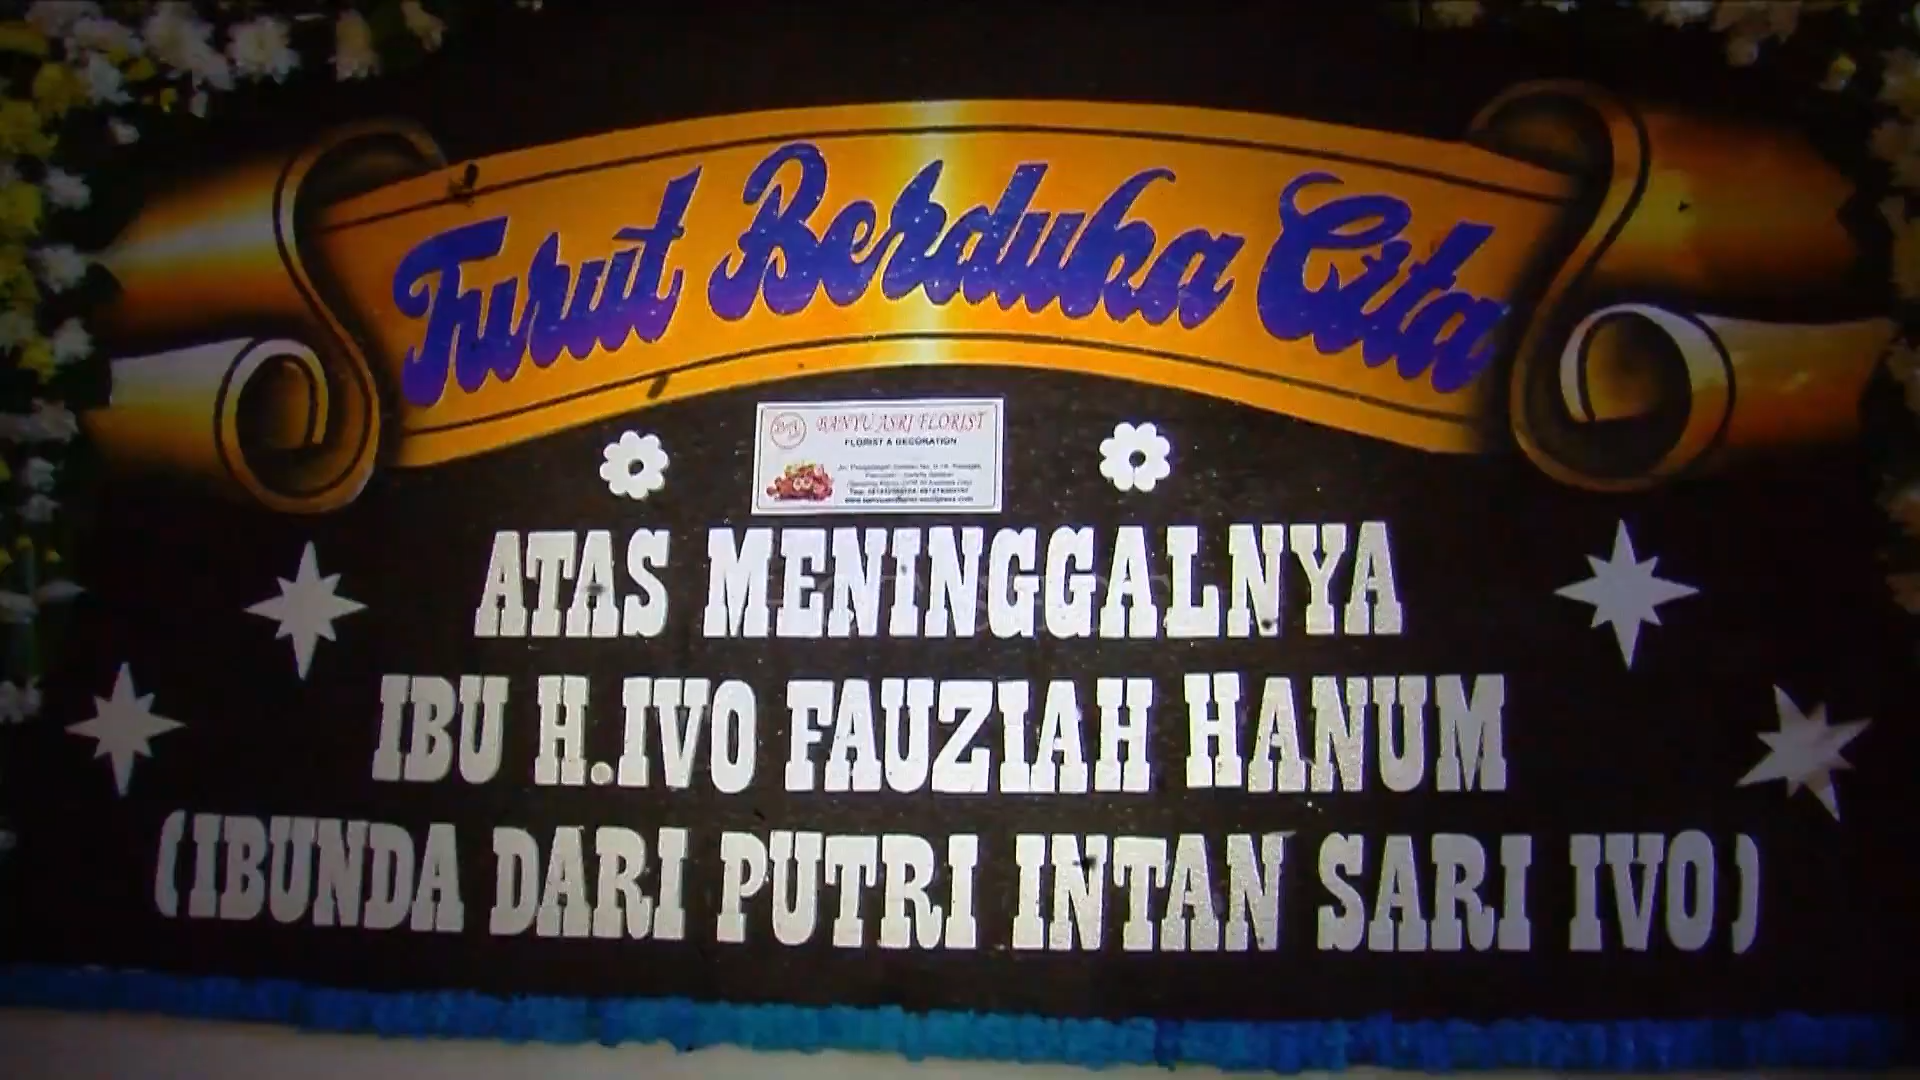 Turut Berduka Cita
BANYU ASRI FLORIST
FLORIST & DECORATION
ATAS MENINGGALNYA
IBU H.IVO FAUZIAH HANUM
(IBUNDA DARI PUTRI INTAN SARI IVO)